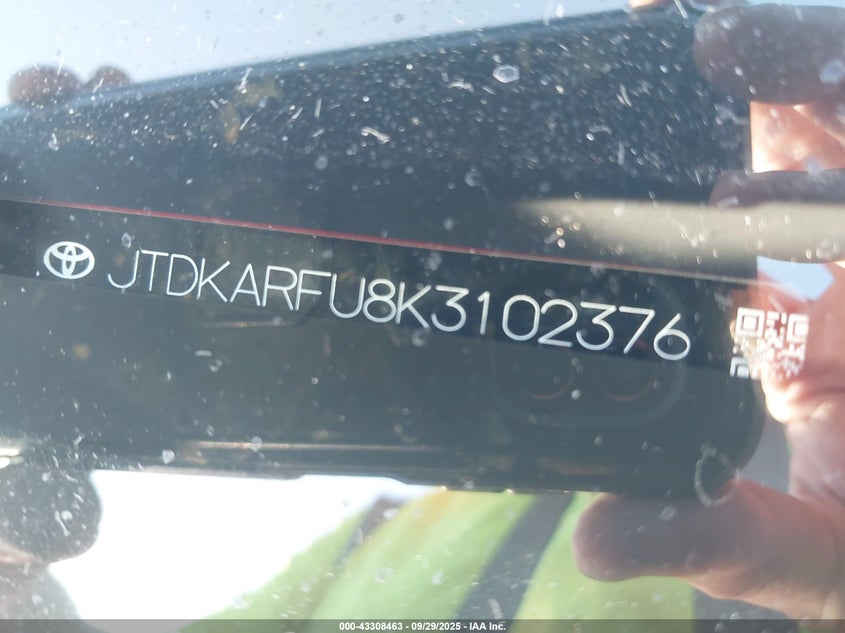 JTDKARFU8K3102376
000-43308463 - 09/29/2025 - IAA Inc.